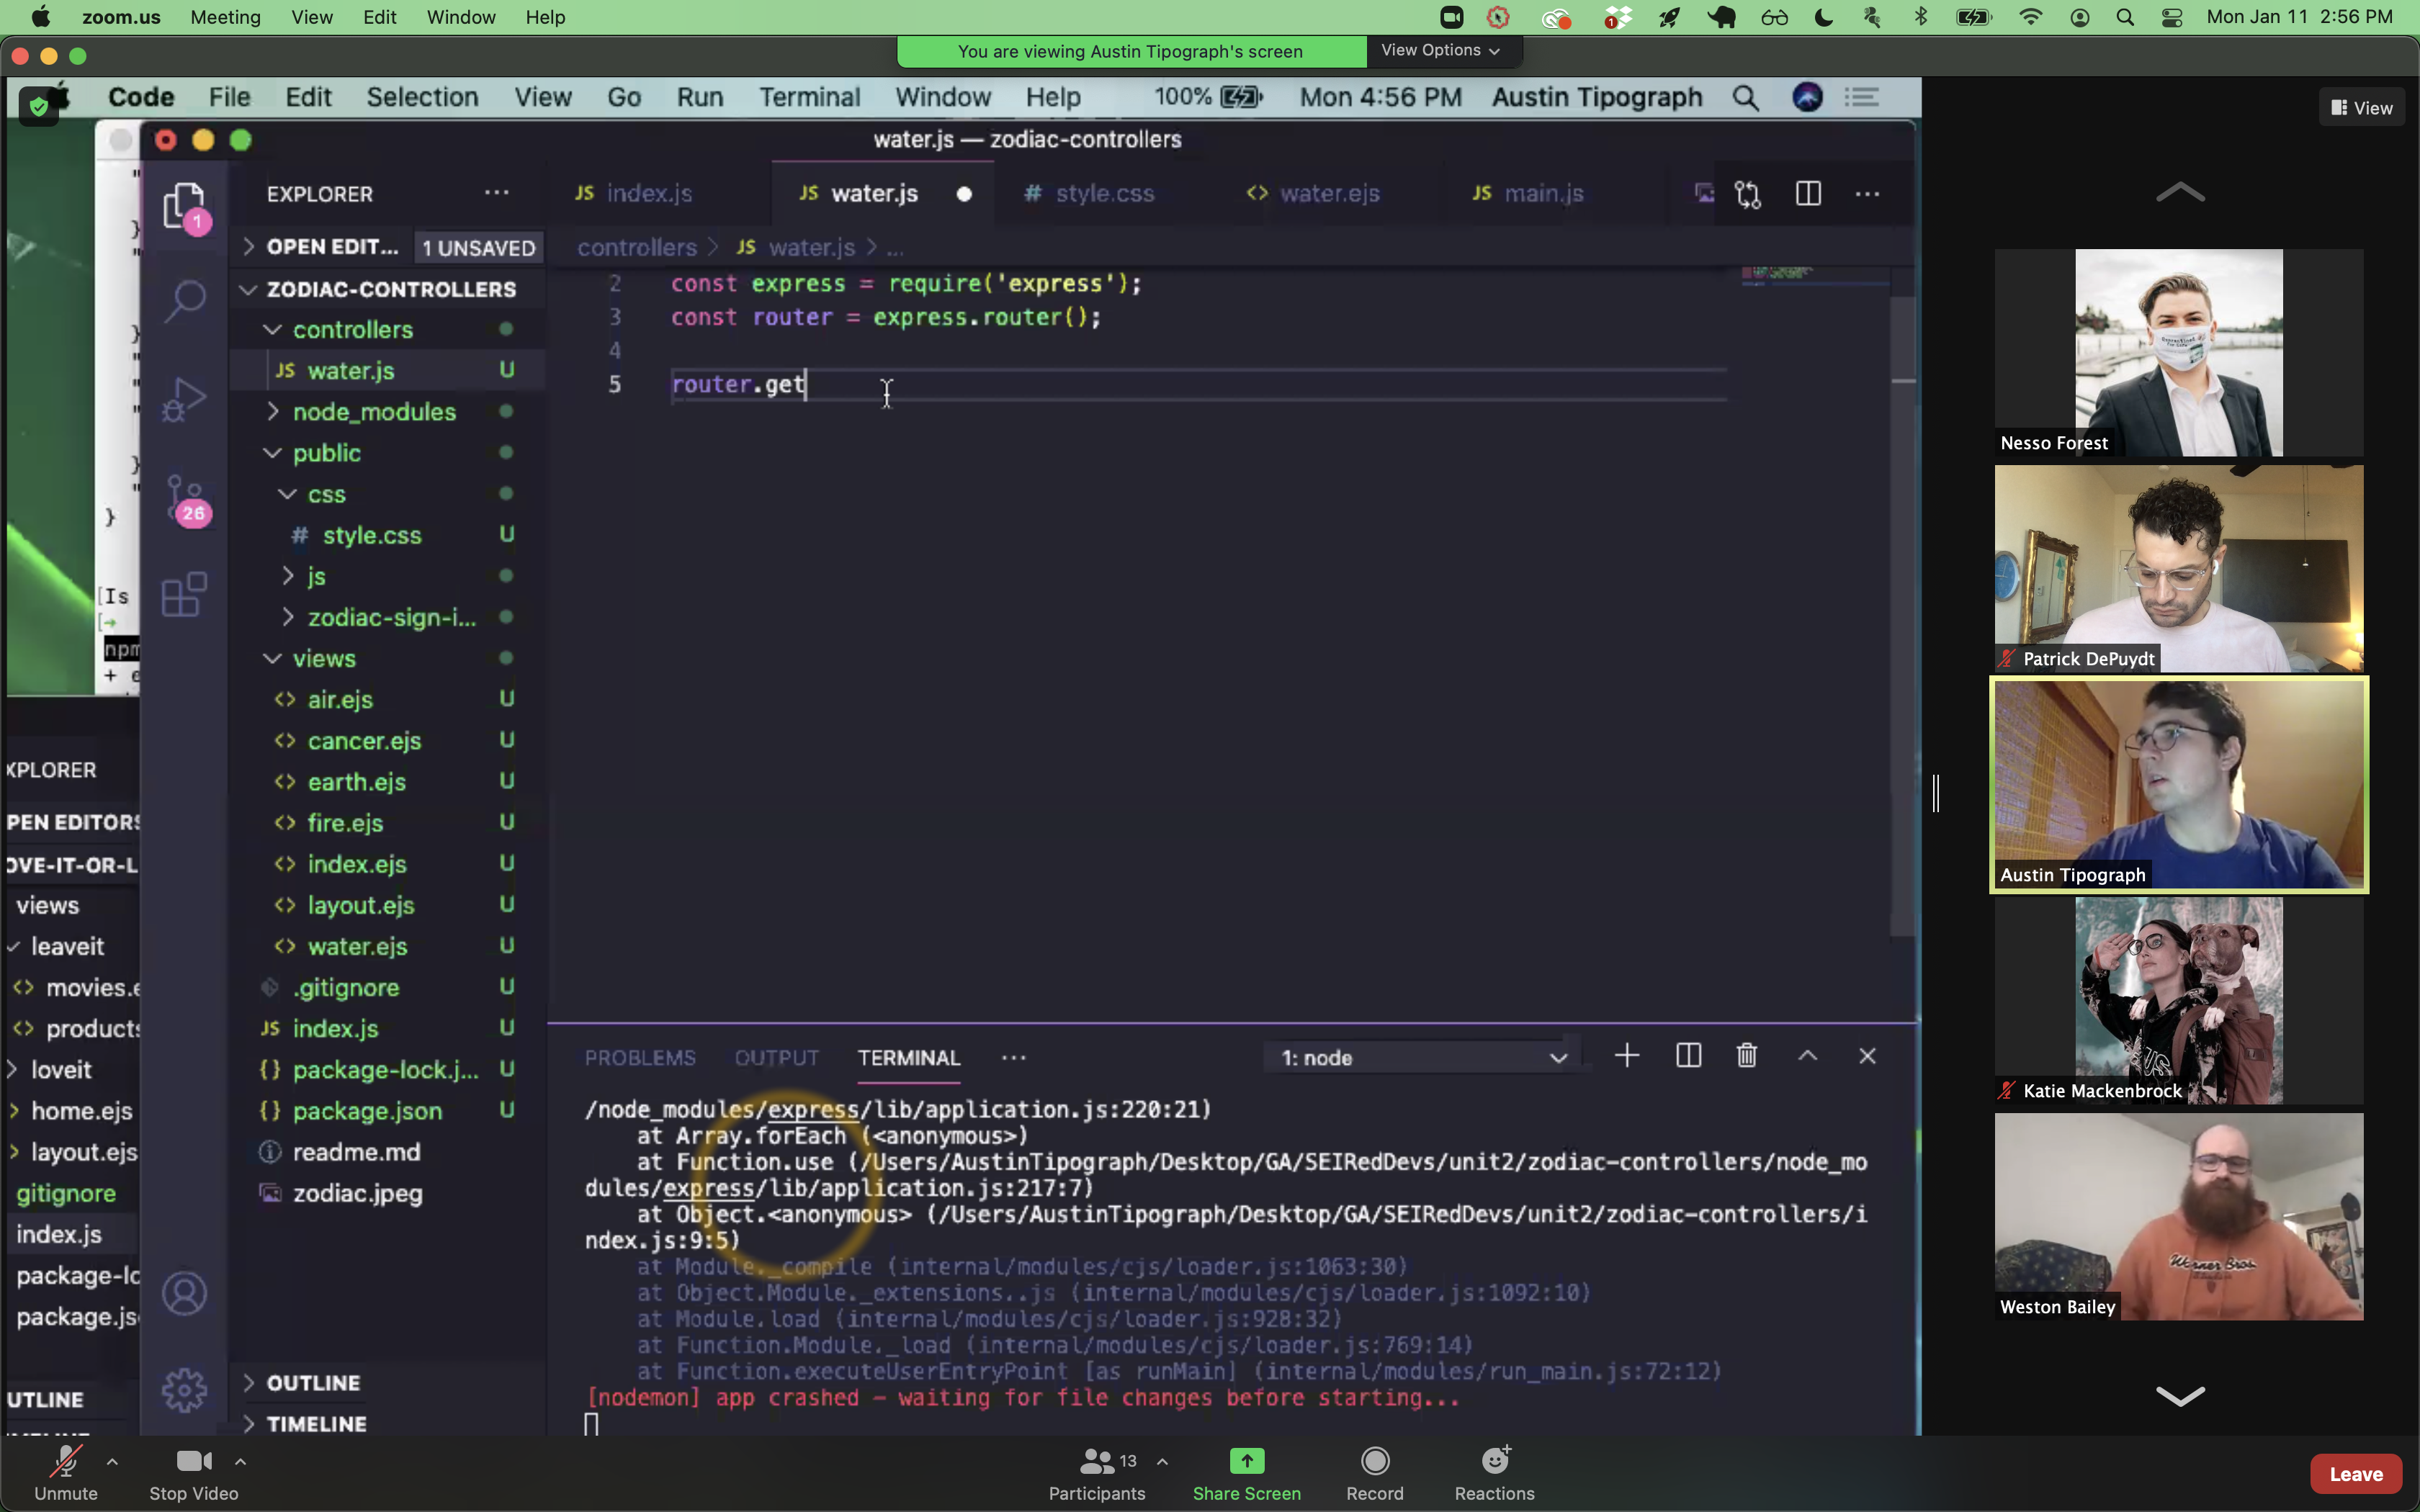 zoom.us Meeting View Edit Window Help 1 Mon Jan 11 2:56 PM
You are viewing Austin Tipograph's screen View Options
View
Code File Edit Selection View Go Run Terminal Window Help 100% Mon 4:56 PM Austin Tipograph
water.js — zodiac-controllers
EXPLORER ... JS index.js JS water.js # style.css <> water.ejs JS main.js ...
1
OPEN EDIT... 1 UNSAVED controllers > JS water.js > ...
ZODIAC-CONTROLLERS
controllers
JS water.js U
node_modules
public
css
# style.css U
js
zodiac-sign-i...
views
<> air.ejs U
<> cancer.ejs U
<> earth.ejs U
<> fire.ejs U
<> index.ejs U
<> layout.ejs U
<> water.ejs U
.gitignore U
JS index.js U
{} package-lock.j... U
{} package.json U
readme.md
zodiac.jpeg
OUTLINE
TIMELINE
26
2 const express = require('express');
3 const router = express.router();
4
5 router.get
PROBLEMS OUTPUT TERMINAL ... 1: node
/node_modules/express/lib/application.js:220:21)
at Array.forEach (<anonymous>)
at Function.use (/Users/AustinTipograph/Desktop/GA/SEIRedDevs/unit2/zodiac-controllers/node_mo
dules/express/lib/application.js:217:7)
at Object.<anonymous> (/Users/AustinTipograph/Desktop/GA/SEIRedDevs/unit2/zodiac-controllers/i
ndex.js:9:5)
at Module._compile (internal/modules/cjs/loader.js:1063:30)
at Object.Module._extensions..js (internal/modules/cjs/loader.js:1092:10)
at Module.load (internal/modules/cjs/loader.js:928:32)
at Function.Module._load (internal/modules/cjs/loader.js:769:14)
at Function.executeUserEntryPoint [as runMain] (internal/modules/run_main.js:72:12)
[nodemon] app crashed - waiting for file changes before starting...
"
}
"
}
"
"
"
}
"
}
[Is
[→
npm
+ e
XPLORER
PEN EDITORS
OVE-IT-OR-L
views
leaveit
<> movies.e
<> products
loveit
home.ejs
layout.ejs
gitignore
index.js
package-lo
package.js
UTLINE
Nesso Forest
Patrick DePuydt
Austin Tipograph
Katie Mackenbrock
Warner Bros.
Weston Bailey
Unmute Stop Video 13 Participants Share Screen Record Reactions Leave